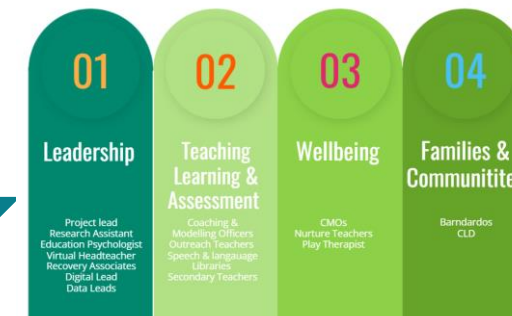 01
Leadership
Project lead
Research Assistant
Education Psychologist
Virtual Headteacher
Recovery Associates
Digital Lead
Data Leads
02
Teaching
Learning &
Assessment
Coaching &
Modelling Officers
Outreach Teachers
Speech & langauage
Libraries
Secondary Teachers
03
Wellbeing
CMOs
Nurture Teachers
Play Therapist
04
Families &
Communitite
Barndardos
CLD